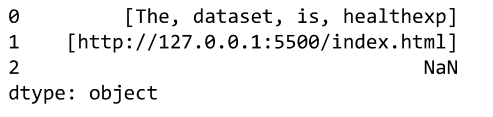 0 [The, dataset, is, healthexp]
1 [http://127.0.0.1:5500/index.html]
2 NaN
dtype: object